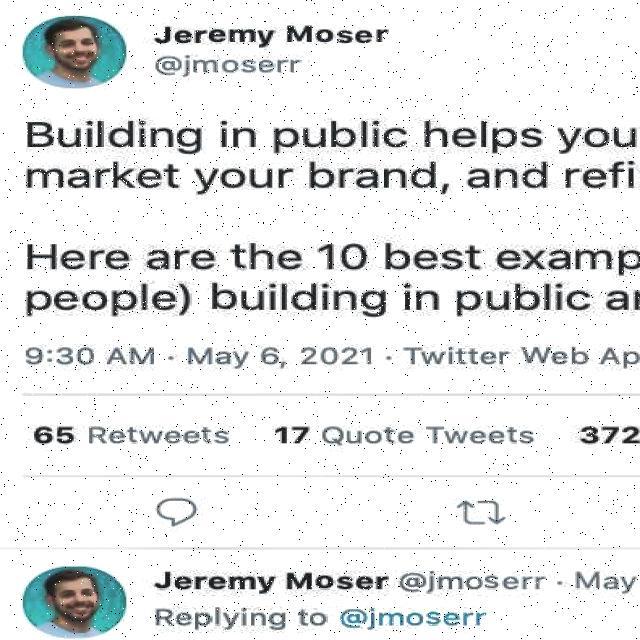 Jeremy Moser
@jmoserr
Building in public helps you
market your brand, and refi
Here are the 10 best examp
people) building in public ar
9:30 AM · May 6, 2021 · Twitter Web Ap
65 Retweets 17 Quote Tweets 372
Jeremy Moser @jmoserr · May
Replying to @jmoserr